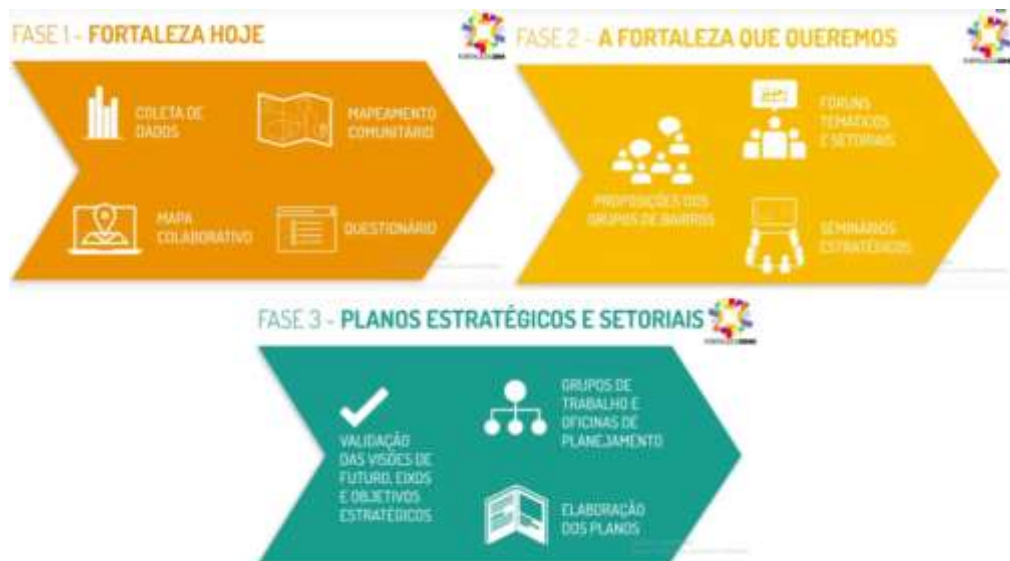 FASE 1 - FORTALEZA HOJE
COLETA DE
DADOS
MAPEAMENTO
COMUNITÁRIO
MAPA
COLABORATIVO
QUESTIONÁRIO
FASE 2 - A FORTALEZA QUE QUEREMOS
PROPOSIÇÕES DOS
GRUPOS DE BAIRROS
FÓRUNS
TEMÁTICOS
E SETORIAIS
SEMINÁRIOS
ESTRATÉGICOS
FASE 3 - PLANOS ESTRATÉGICOS E SETORIAIS
VALIDAÇÃO
DAS VISÕES DE
FUTURO, EIXOS
E OBJETIVOS
ESTRATÉGICOS
GRUPOS DE
TRABALHO E
OFICINAS DE
PLANEJAMENTO
ELABORAÇÃO
DOS PLANOS